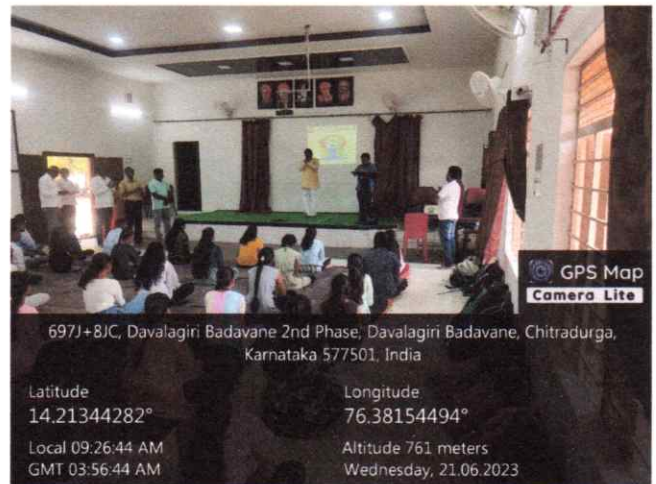 GPS Map
Camera Lite
697J+8JC, Davalagiri Badavane 2nd Phase, Davalagiri Badavane, Chitradurga,
Karnataka 577501, India
Latitude
14.21344282°
Longitude
76.38154494°
Local 09:26:44 AM
GMT 03:56:44 AM
Altitude 761 meters
Wednesday, 21.06.2023